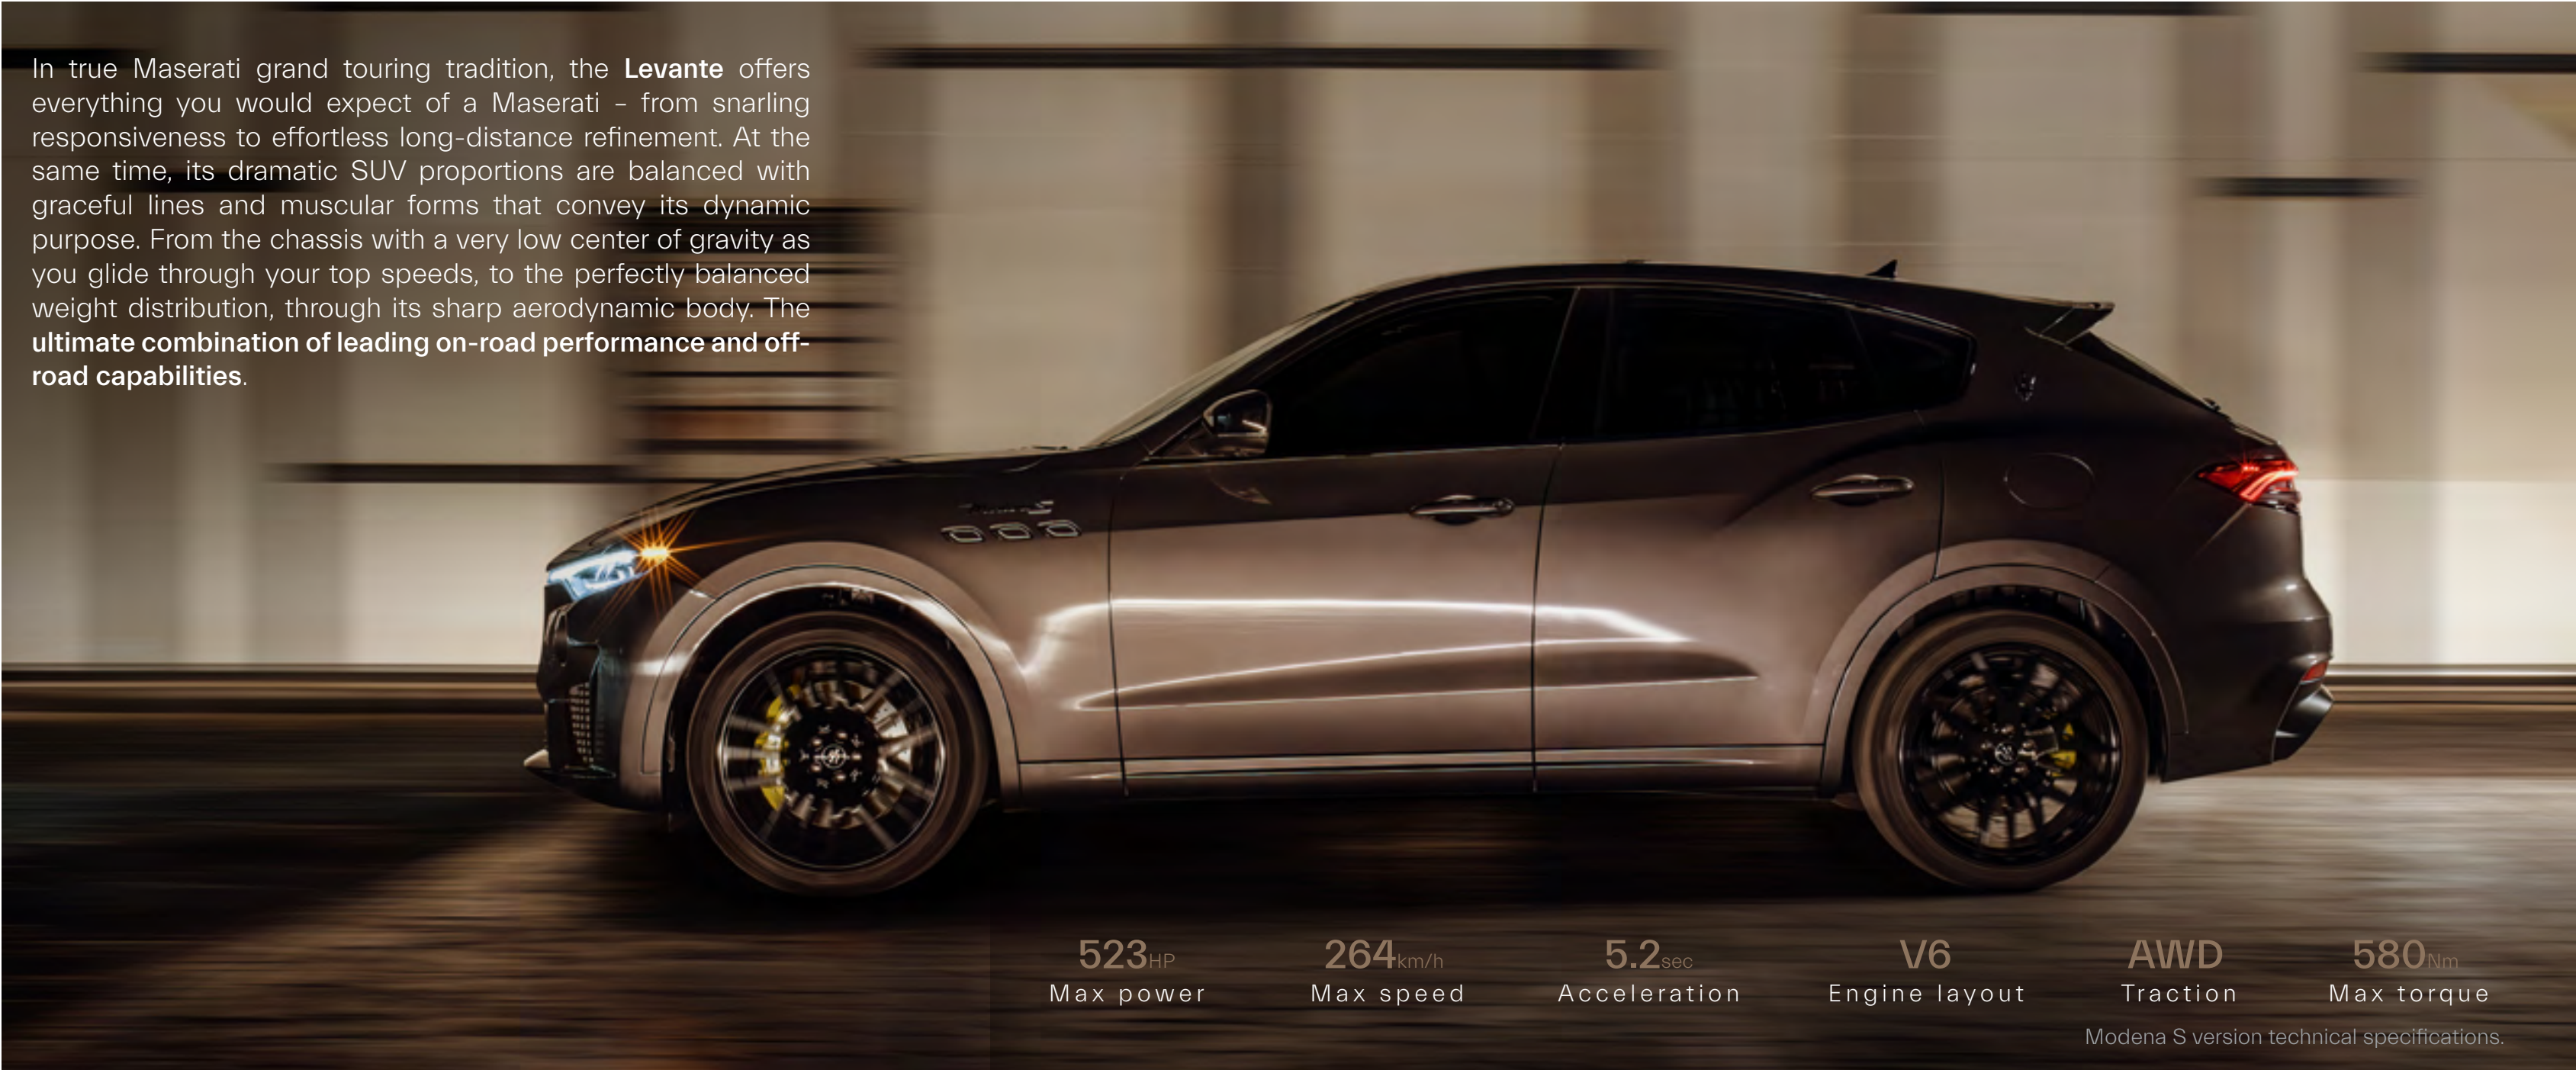 In true Maserati grand touring tradition, the Levante offers
everything you would expect of a Maserati – from snarling
responsiveness to effortless long-distance refinement. At the
same time, its dramatic SUV proportions are balanced with
graceful lines and muscular forms that convey its dynamic
purpose. From the chassis with a very low center of gravity as
you glide through your top speeds, to the perfectly balanced
weight distribution, through its sharp aerodynamic body. The
ultimate combination of leading on-road performance and off-
road capabilities.
523HP 264km/h 5.2sec V6 AWD 580Nm
Max power Max speed Acceleration Engine layout Traction Max torque
Modena S version technical specifications.